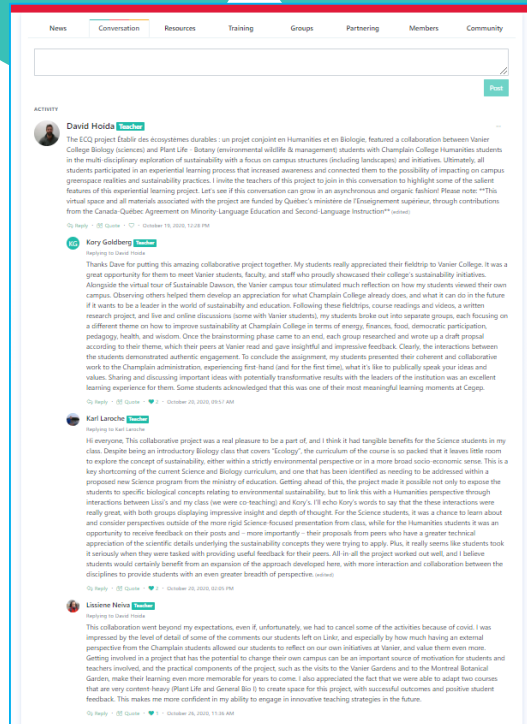 News Conversation Resources Training Groups Partnering Members Community
Post
ACTIVITY
David Hoida Teacher
The ECQ project Établir des écosystèmes durables : un projet conjoint en Humanities et en Biologie, featured a collaboration between Vanier
College Biology (sciences) and Plant Life - Botany (environmental wildlife & management) students with Champlain College Humanities students
in the multi-disciplinary exploration of sustainability with a focus on campus structures (including landscapes) and initiatives. Ultimately, all
students participated in an experiential learning process that increased awareness and connected them to the possibility of impacting on campus
greenspace realities and sustainability practices. I invite the teachers of this project to join in this conversation to highlight some of the salient
features of this experiential learning project. Let's see if this conversation can grow in an asynchronous and organic fashion! Please note: **This
virtual space and all materials associated with the project are funded by Québec's ministère de l'Enseignement supérieur, through contributions
from the Canada-Québec Agreement on Minority-Language Education and Second-Language Instruction** (edited)
Reply · Quote · October 19, 2020, 12:28 PM
KG Kory Goldberg Teacher
Replying to David Hoida
Thanks Dave for putting this amazing collaborative project together. My students really appreciated their fieldtrip to Vanier College. It was a
great opportunity for them to meet Vanier students, faculty, and staff who proudly showcased their college's sustainability initiatives.
Alongside the virtual tour of Sustainable Dawson, the Vanier campus tour stimulated much reflection on how my students viewed their own
campus. Observing others helped them develop an appreciation for what Champlain College already does, and what it can do in the future
if it wants to be a leader in the world of sustainabilty and education. Following these fieldtrips, course readings and videos, a written
research project, and live and online discussions (some with Vanier students), my students broke out into separate groups, each focusing on
a different theme on how to improve sustainability at Champlain College in terms of energy, finances, food, democratic participation,
pedagogy, health, and wisdom. Once the brainstorming phase came to an end, each group researched and wrote up a draft propsal
according to their theme, which their peers at Vanier read and gave insightful and impressive feedback. Clearly, the interactions between
the students demonstrated authentic engagement. To conclude the assignment, my students presented their coherent and collaborative
work to the Champlain administration, experiencing first-hand (and for the first time), what it's like to publically speak your ideas and
values. Sharing and discussing important ideas with potentially transformative results with the leaders of the institution was an excellent
learning experience for them. Some students acknowledged that this was one of their most meaningful learning moments at Cegep.
Reply · Quote · 2 · October 20, 2020, 09:57 AM
Karl Laroche Teacher
Replying to Karl Laroche
Hi everyone, This collaborative project was a real pleasure to be a part of, and I think it had tangible benefits for the Science students in my
class. Despite being an introductory Biology class that covers "Ecology", the curriculum of the course is so packed that it leaves little room
to explore the concept of sustainability, either within a strictly environmental perspective or in a more broad socio-economic sense. This is a
key shortcoming of the current Science and Biology curriculum, and one that has been identified as needing to be addressed within a
proposed new Science program from the ministry of education. Getting ahead of this, the project made it possible not only to expose the
students to specific biological concepts relating to environmental sustainability, but to link this with a Humanities perspective through
interactions between Lissi's and my class (we were co-teaching) and Kory's. I'll echo Kory's words to say that the these interactions were
really great, with both groups displaying impressive insight and depth of thought. For the Science students, it was a chance to learn about
and consider perspectives outside of the more rigid Science-focused presentation from class, while for the Humanities students it was an
opportunity to receive feedback on their posts and – more importantly – their proposals from peers who have a greater technical
appreciation of the scientific details underlying the sustainability concepts they were trying to apply. Plus, it really seems like students took
it seriously when they were tasked with providing useful feedback for their peers. All-in all the project worked out well, and I believe
students would certainly benefit from an expansion of the approach developed here, with more interaction and collaboration between the
disciplines to provide students with an even greater breadth of perspective. (edited)
Reply · Quote · 2 · October 20, 2020, 02:05 PM
Lissiene Neiva Teacher
Replying to David Hoida
This collaboration went beyond my expectations, even if, unfortunately, we had to cancel some of the activities because of covid. I was
impressed by the level of detail of some of the comments our students left on Linkr, and especially by how much having an external
perspective from the Champlain students allowed our students to reflect on our own initiatives at Vanier, and value them even more.
Getting involved in a project that has the potential to change their own campus can be an important source of motivation for students and
teachers involved, and the practical components of the project, such as the visits to the Vanier Gardens and to the Montreal Botanical
Garden, make their learning even more memorable for years to come. I also appreciated the fact that we were able to adapt two courses
that are very content-heavy (Plant Life and General Bio I) to create space for this project, with successful outcomes and positive student
feedback. This makes me more confident in my ability to engage in innovative teaching strategies in the future.
Reply · Quote · 1 · October 26, 2020, 11:36 AM